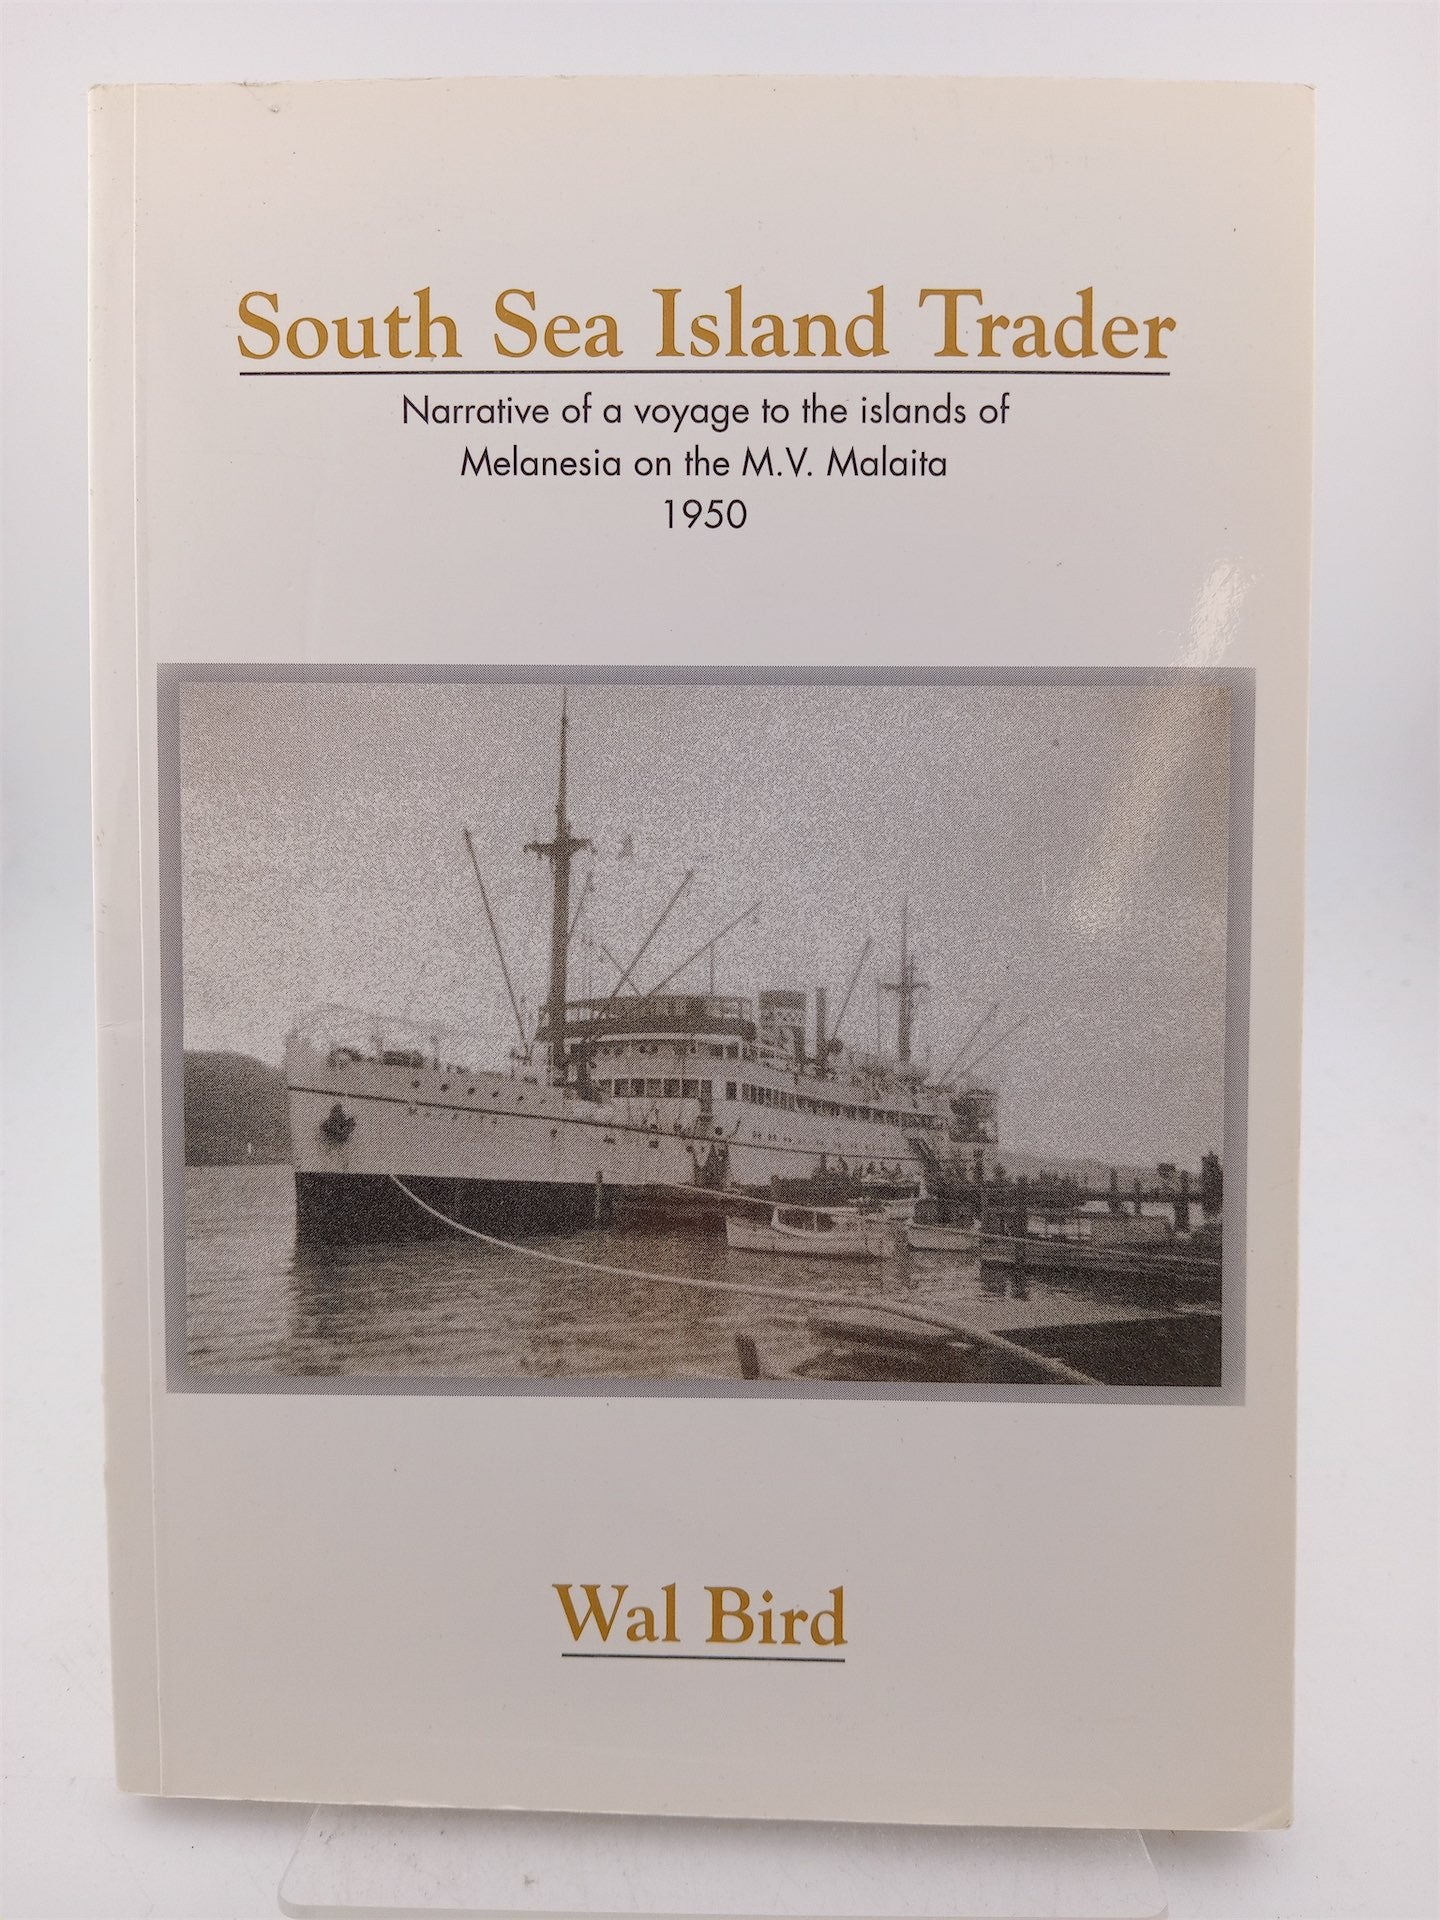 South Sea Island Trader
Narrative of a voyage to the islands of
Melanesia on the M.V. Malaita
1950
Wal Bird